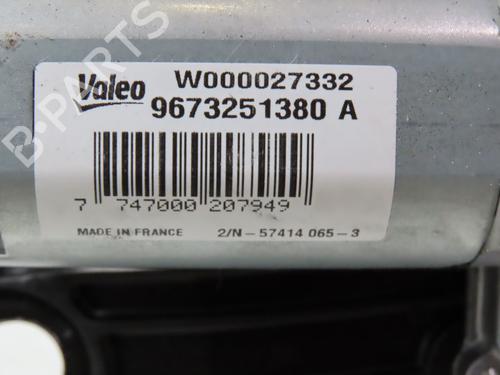 B-PARTS
Valeo
W000027332
9673251380 A
7 747000 207949
MADE IN FRANCE 2/N - 57414 065 - 3